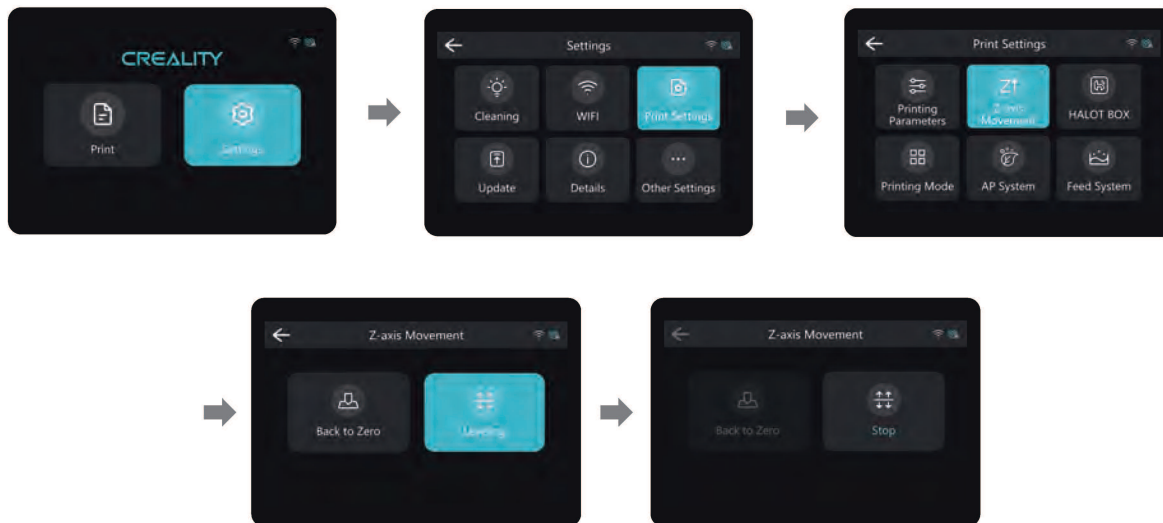 CREALITY
Print
Settings
Settings
Cleaning
WIFI
Print Settings
Update
Details
Other Settings
Print Settings
Printing
Parameters
Z-axis
Movement
HALOT BOX
Printing Mode
AP System
Feed System
Z-axis Movement
Back to Zero
Leveling
Z-axis Movement
Back to Zero
Stop